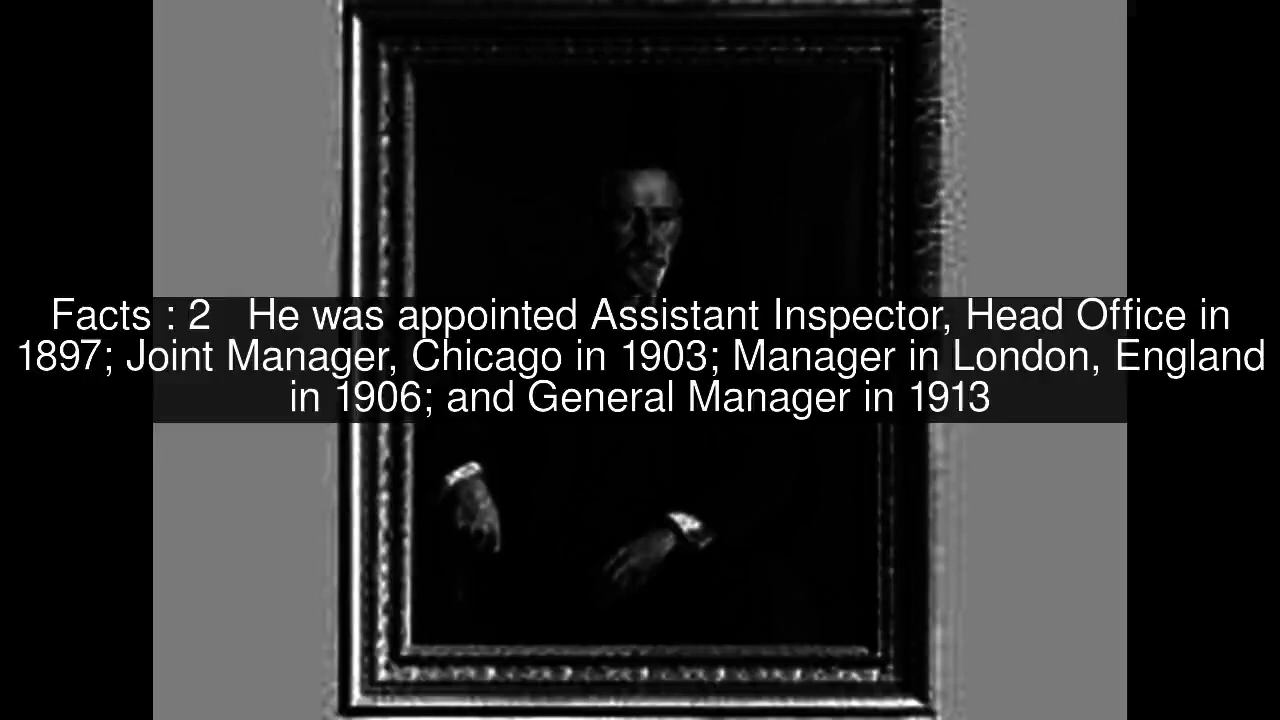 Facts : 2   He was appointed Assistant Inspector, Head Office in
1897; Joint Manager, Chicago in 1903; Manager in London, England
in 1906; and General Manager in 1913